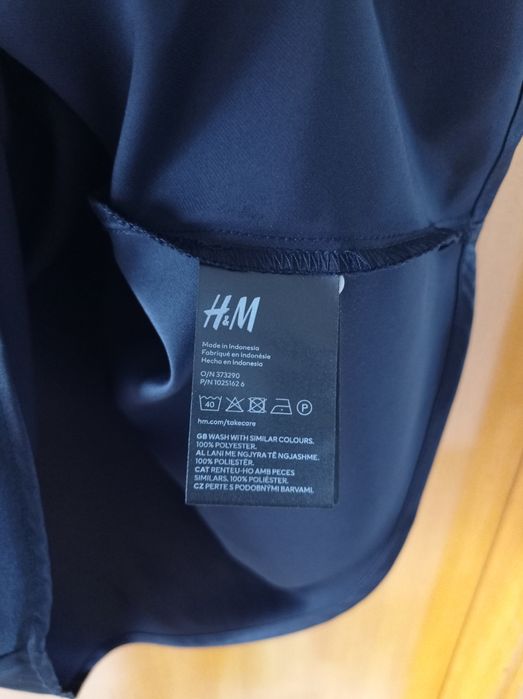 H&M
Made in Indonesia
Fabriqué en Indonésie
Hecho en Indonesia
O/N 373290
P/N 1025162 6
40 P
hm.com/takecare
GB WASH WITH SIMILAR COLOURS.
100% POLYESTER.
AL LANI ME NGJYRA TË NGJASHME.
100% POLIESTËR.
CAT RENTEU-HO AMB PECES
SIMILARS. 100% POLIÈSTER.
CZ PERTE S PODOBNÝMI BARVAMI.